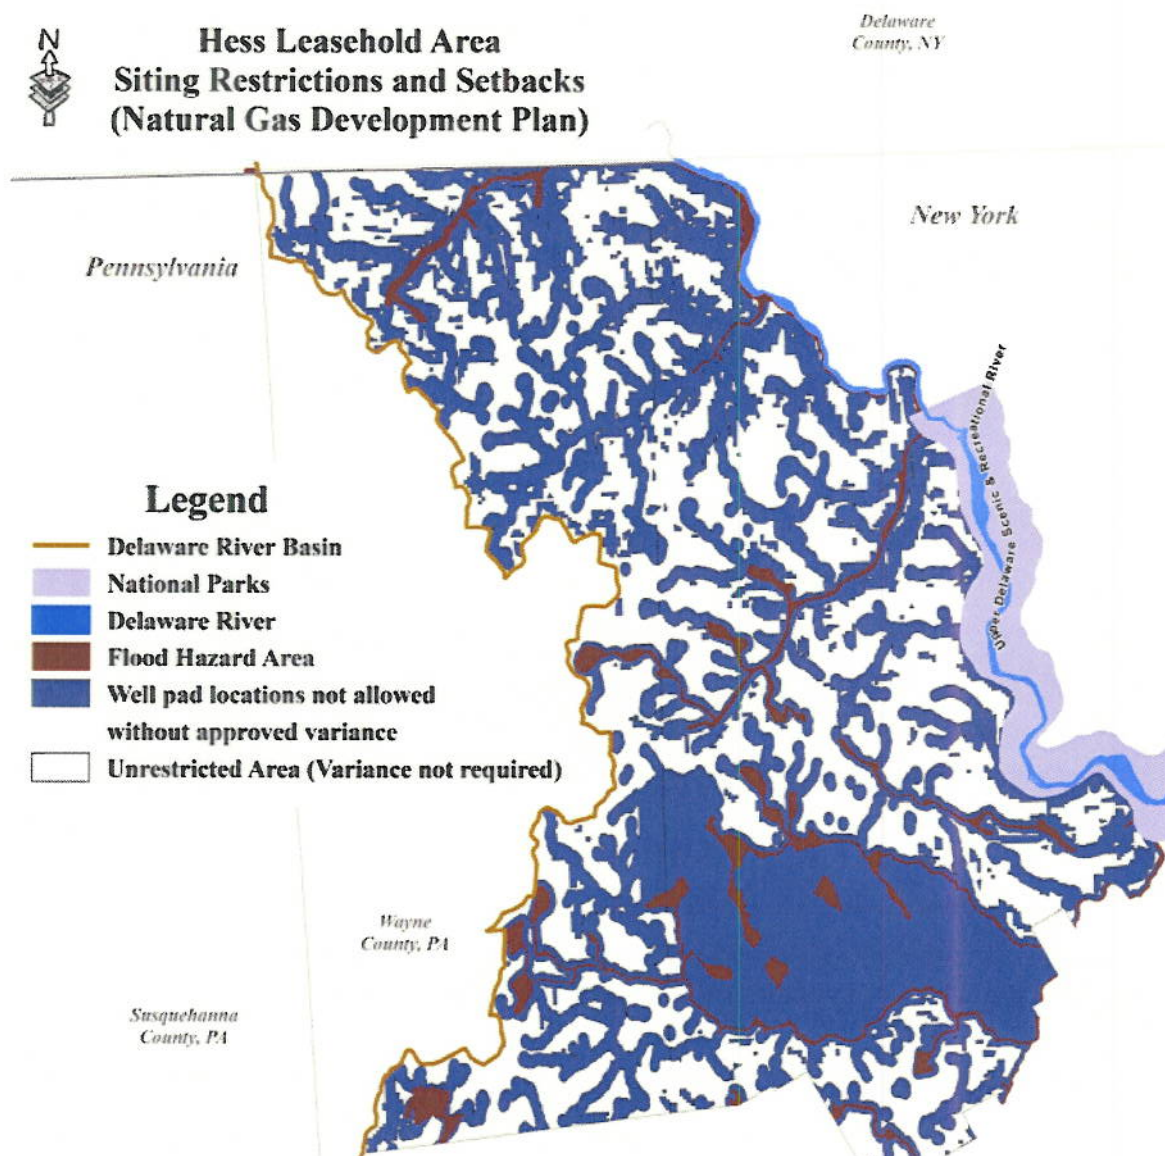 N
Hess Leasehold Area
Siting Restrictions and Setbacks
(Natural Gas Development Plan)
Delaware
County, NY
New York
Pennsylvania
Upper Delaware Scenic & Recreational River
Legend
Delaware River Basin
National Parks
Delaware River
Flood Hazard Area
Well pad locations not allowed
without approved variance
Unrestricted Area (Variance not required)
Wayne
County, PA
Susquehanna
County, PA